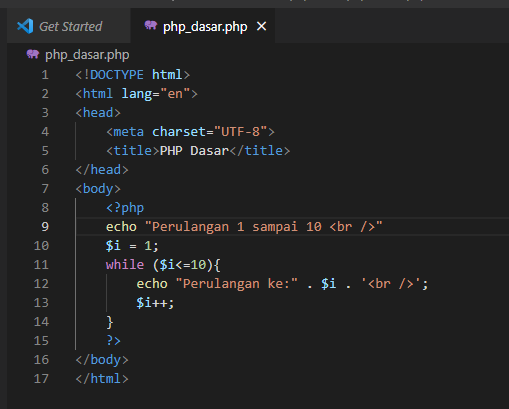 Get Started php_dasar.php ×
php_dasar.php
1 <!DOCTYPE html>
2 <html lang="en">
3 <head>
4     <meta charset="UTF-8">
5     <title>PHP Dasar</title>
6 </head>
7 <body>
8     <?php
9     echo "Perulangan 1 sampai 10 <br />"
10     $i = 1;
11     while ($i<=10){
12         echo "Perulangan ke:" . $i . '<br />';
13         $i++;
14     }
15     ?>
16 </body>
17 </html>